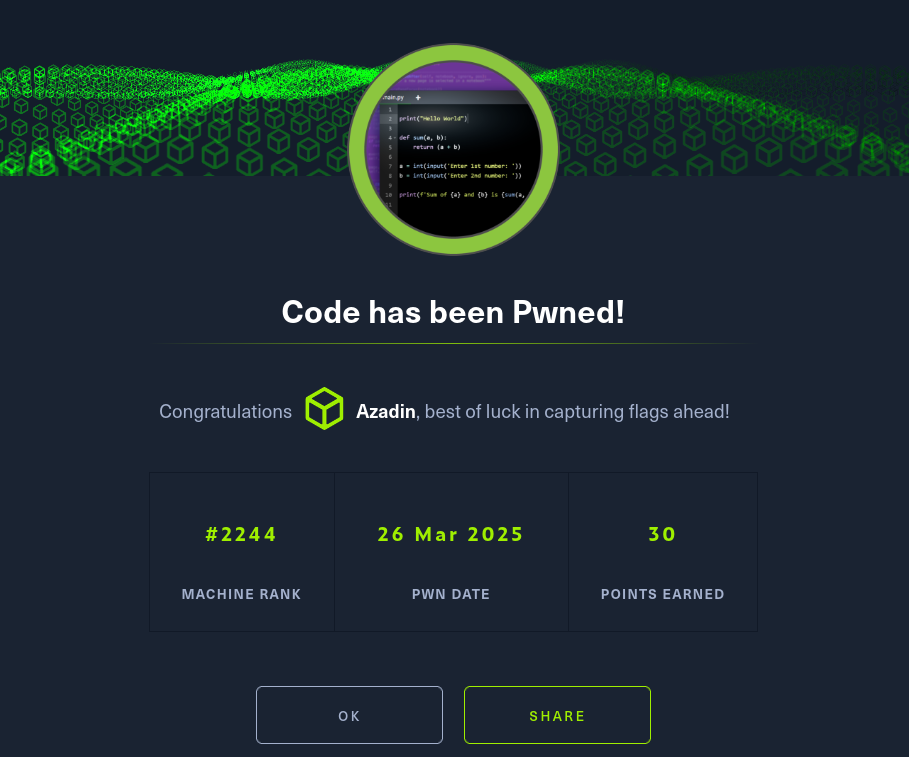 main.py +
1
2 print("Hello World")
3
4 def sum(a, b):
5 return (a + b)
6
7 a = int(input('Enter 1st number: '))
8 b = int(input('Enter 2nd number: '))
9
10 print(f'Sum of {a} and {b} is {sum(a,
11
Code has been Pwned!
Congratulations Azadin, best of luck in capturing flags ahead!
#2244 26 Mar 2025 30
MACHINE RANK PWN DATE POINTS EARNED
OK SHARE